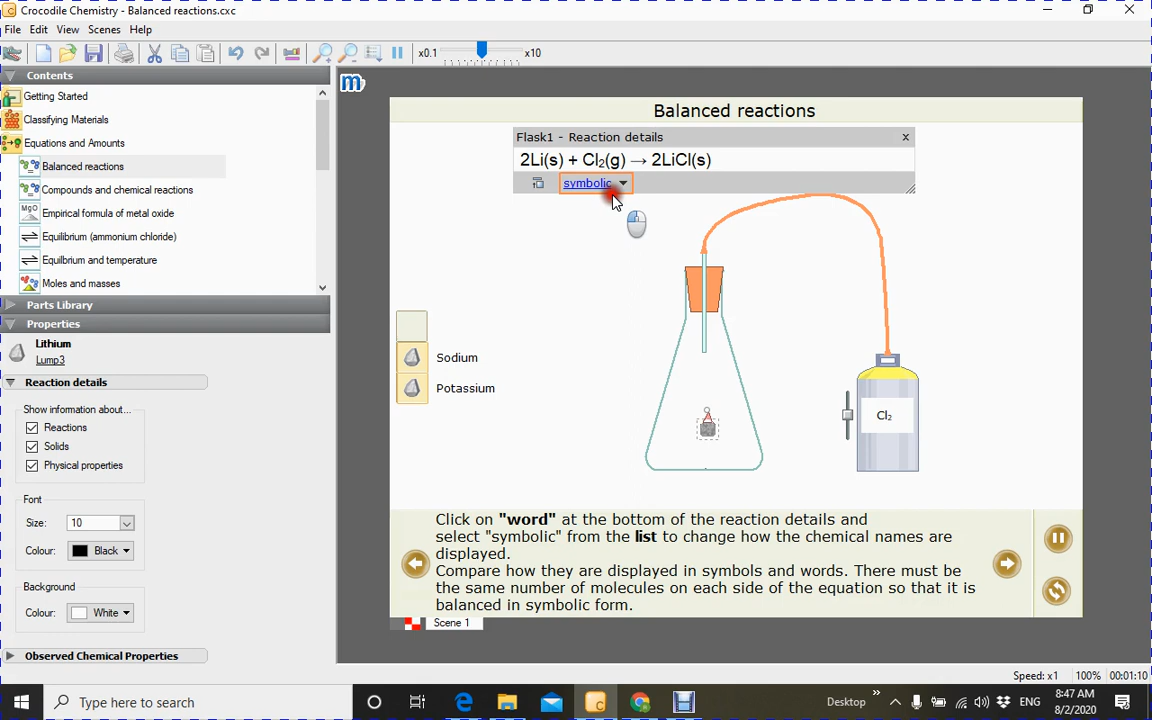 Crocodile Chemistry - Balanced reactions.cxc
File Edit View Scenes Help
x0.1 x10
Contents
Getting Started
Classifying Materials
Equations and Amounts
Balanced reactions
Compounds and chemical reactions
MgO Empirical formula of metal oxide
Equilibrium (ammonium chloride)
Equilbrium and temperature
Moles and masses
Parts Library
Properties
Lithium
Lump3
Reaction details
Show information about...
Reactions
Solids
Physical properties
Font
Size: 10
Colour: Black
Background
Colour: White
Observed Chemical Properties
m
Balanced reactions
Flask1 - Reaction details
2Li(s) + Cl₂(g) → 2LiCl(s)
symbolic
Sodium
Potassium
Cl₂
Click on "word" at the bottom of the reaction details and
select "symbolic" from the list to change how the chemical names are
displayed.
Compare how they are displayed in symbols and words. There must be
the same number of molecules on each side of the equation so that it is
balanced in symbolic form.
Scene 1
Speed: x1 100% 00:01:10
Type here to search
Desktop » ENG
8:47 AM
8/2/2020